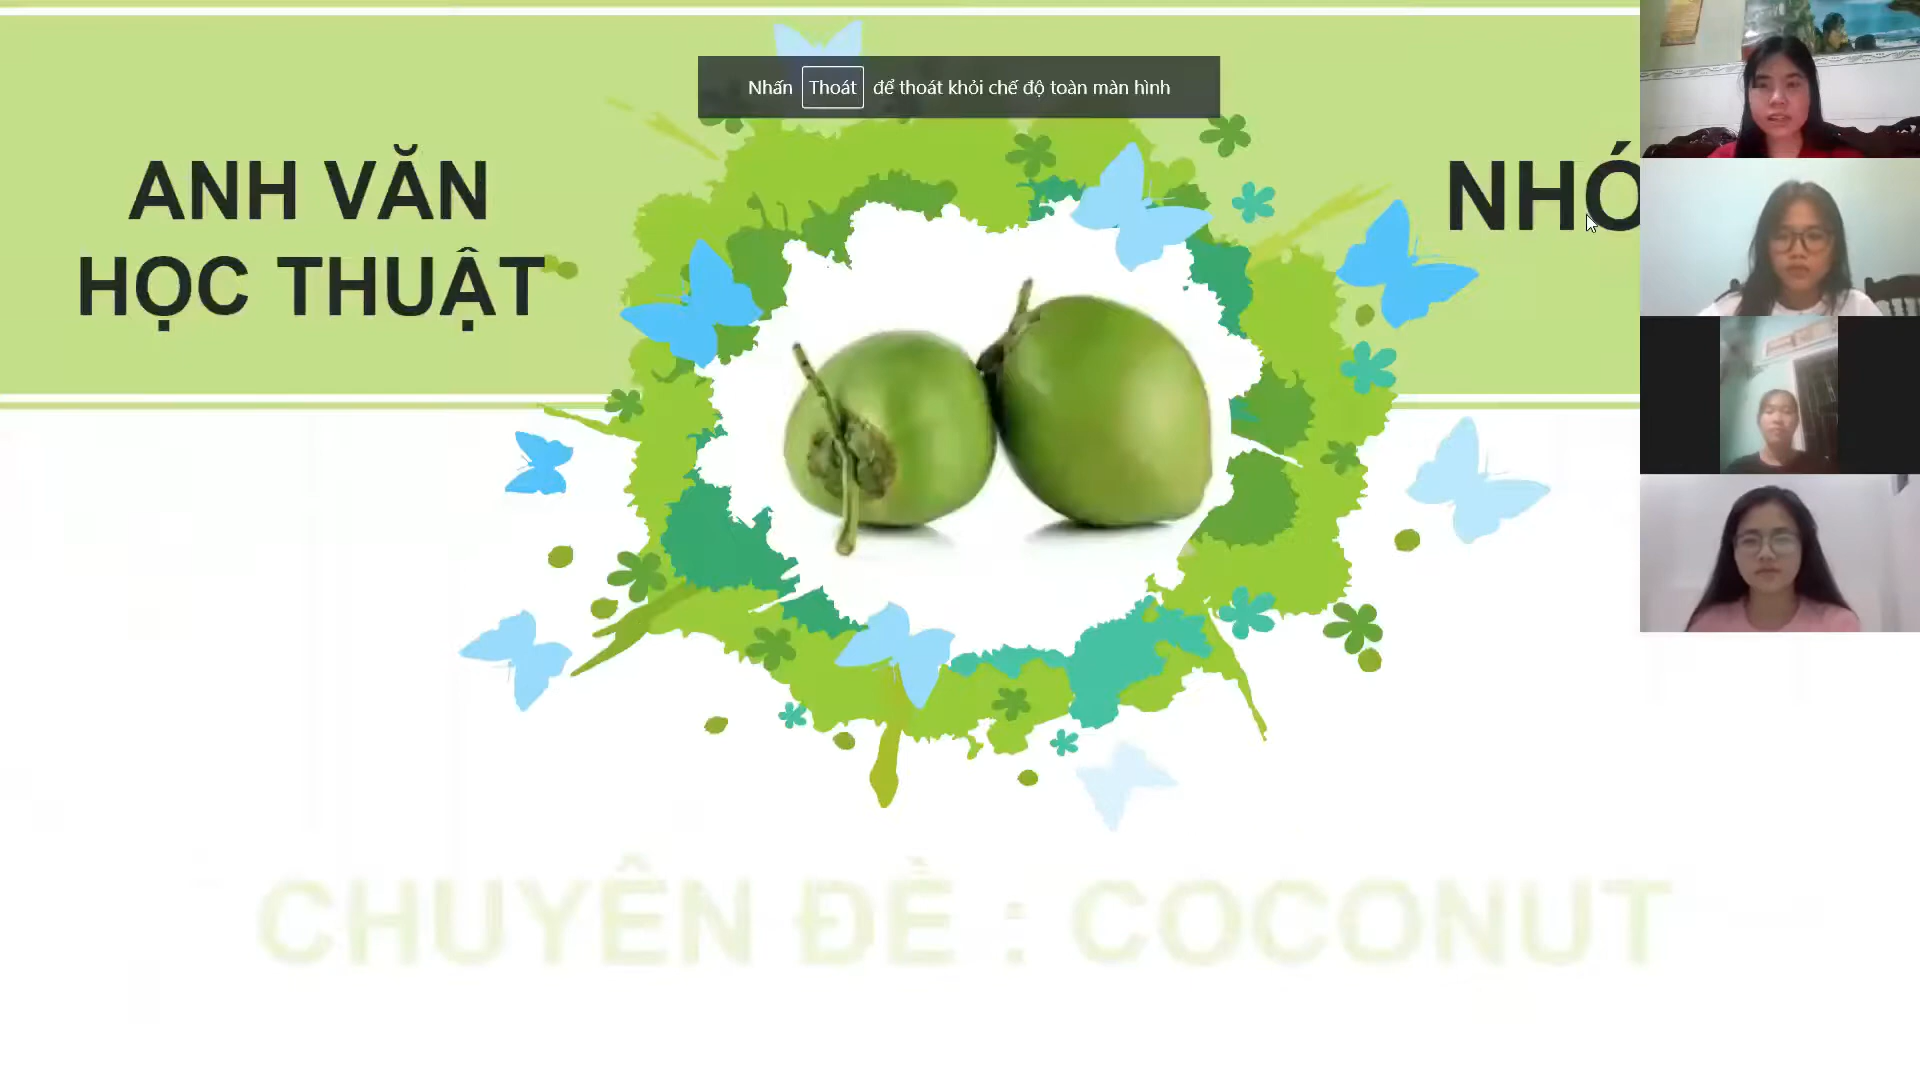 Nhấn Thoát để thoát khỏi chế độ toàn màn hình
ANH VĂN
HỌC THUẬT
NHÓ
CHUYÊN ĐỀ : COCONUT